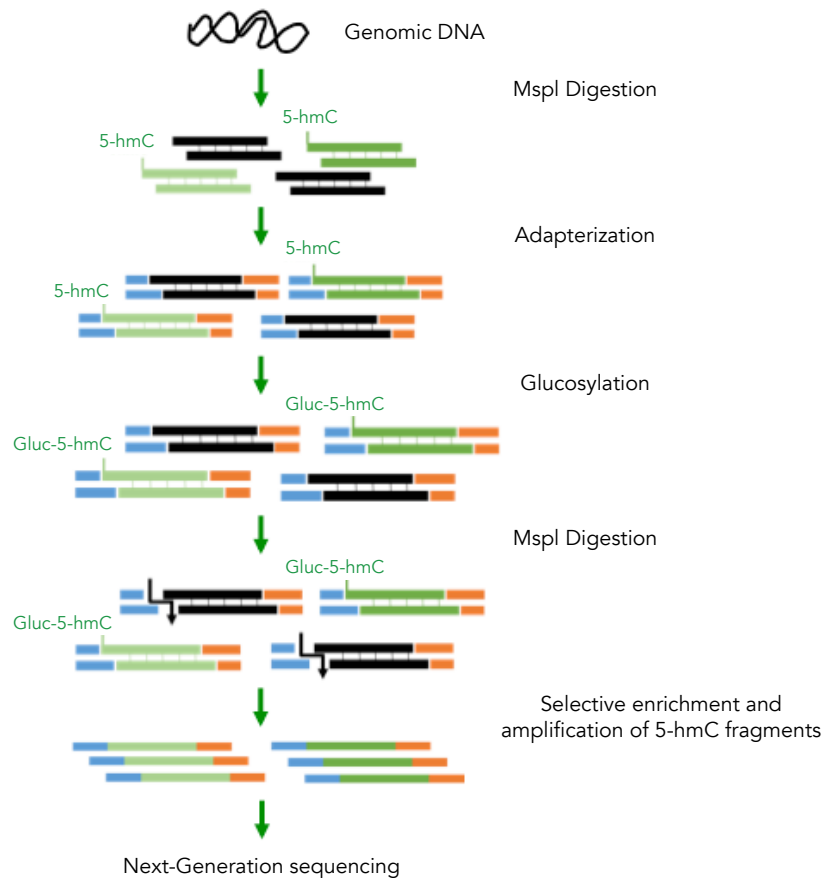 Genomic DNA
MspI Digestion
5-hmC
5-hmC
Adapterization
5-hmC
5-hmC
Glucosylation
Gluc-5-hmC
Gluc-5-hmC
MspI Digestion
Gluc-5-hmC
Gluc-5-hmC
Selective enrichment and
amplification of 5-hmC fragments
Next-Generation sequencing